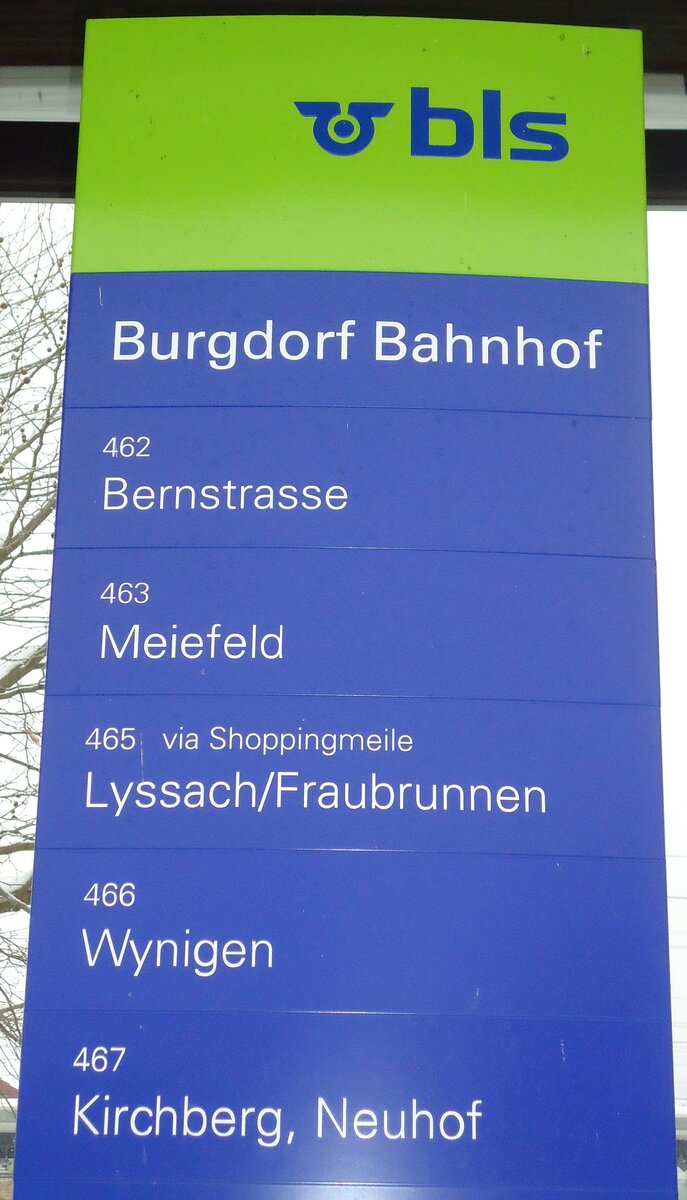 bls
Burgdorf Bahnhof
462
Bernstrasse
463
Meiefeld
465 via Shoppingmeile
Lyssach/Fraubrunnen
466
Wynigen
467
Kirchberg, Neuhof